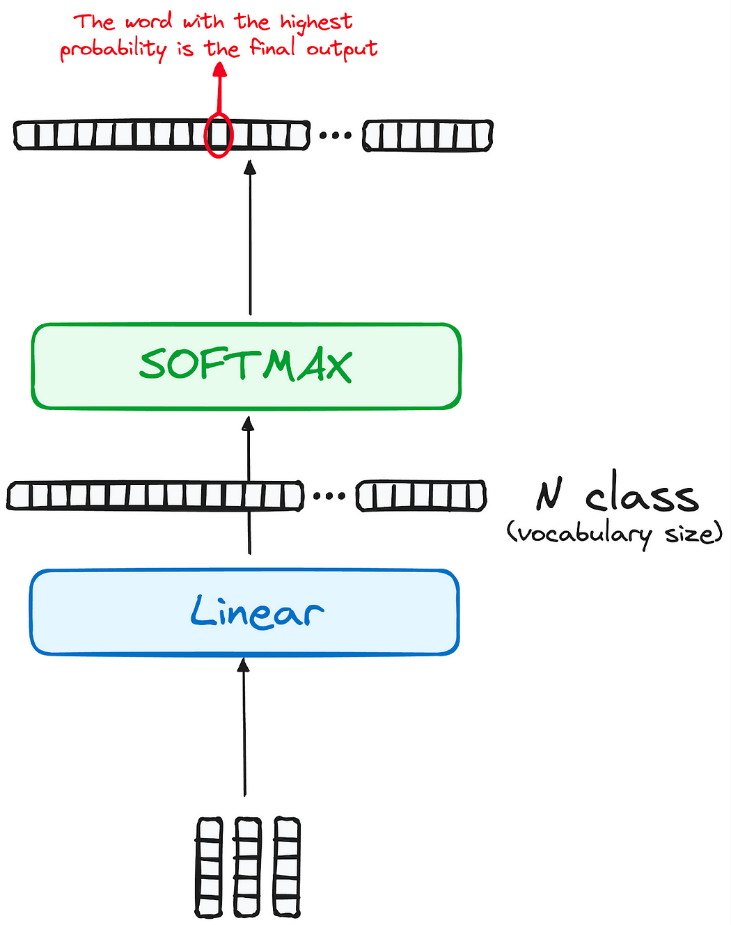 The word with the highest
probability is the final output
SOFTMAX
N class
(vocabulary size)
Linear